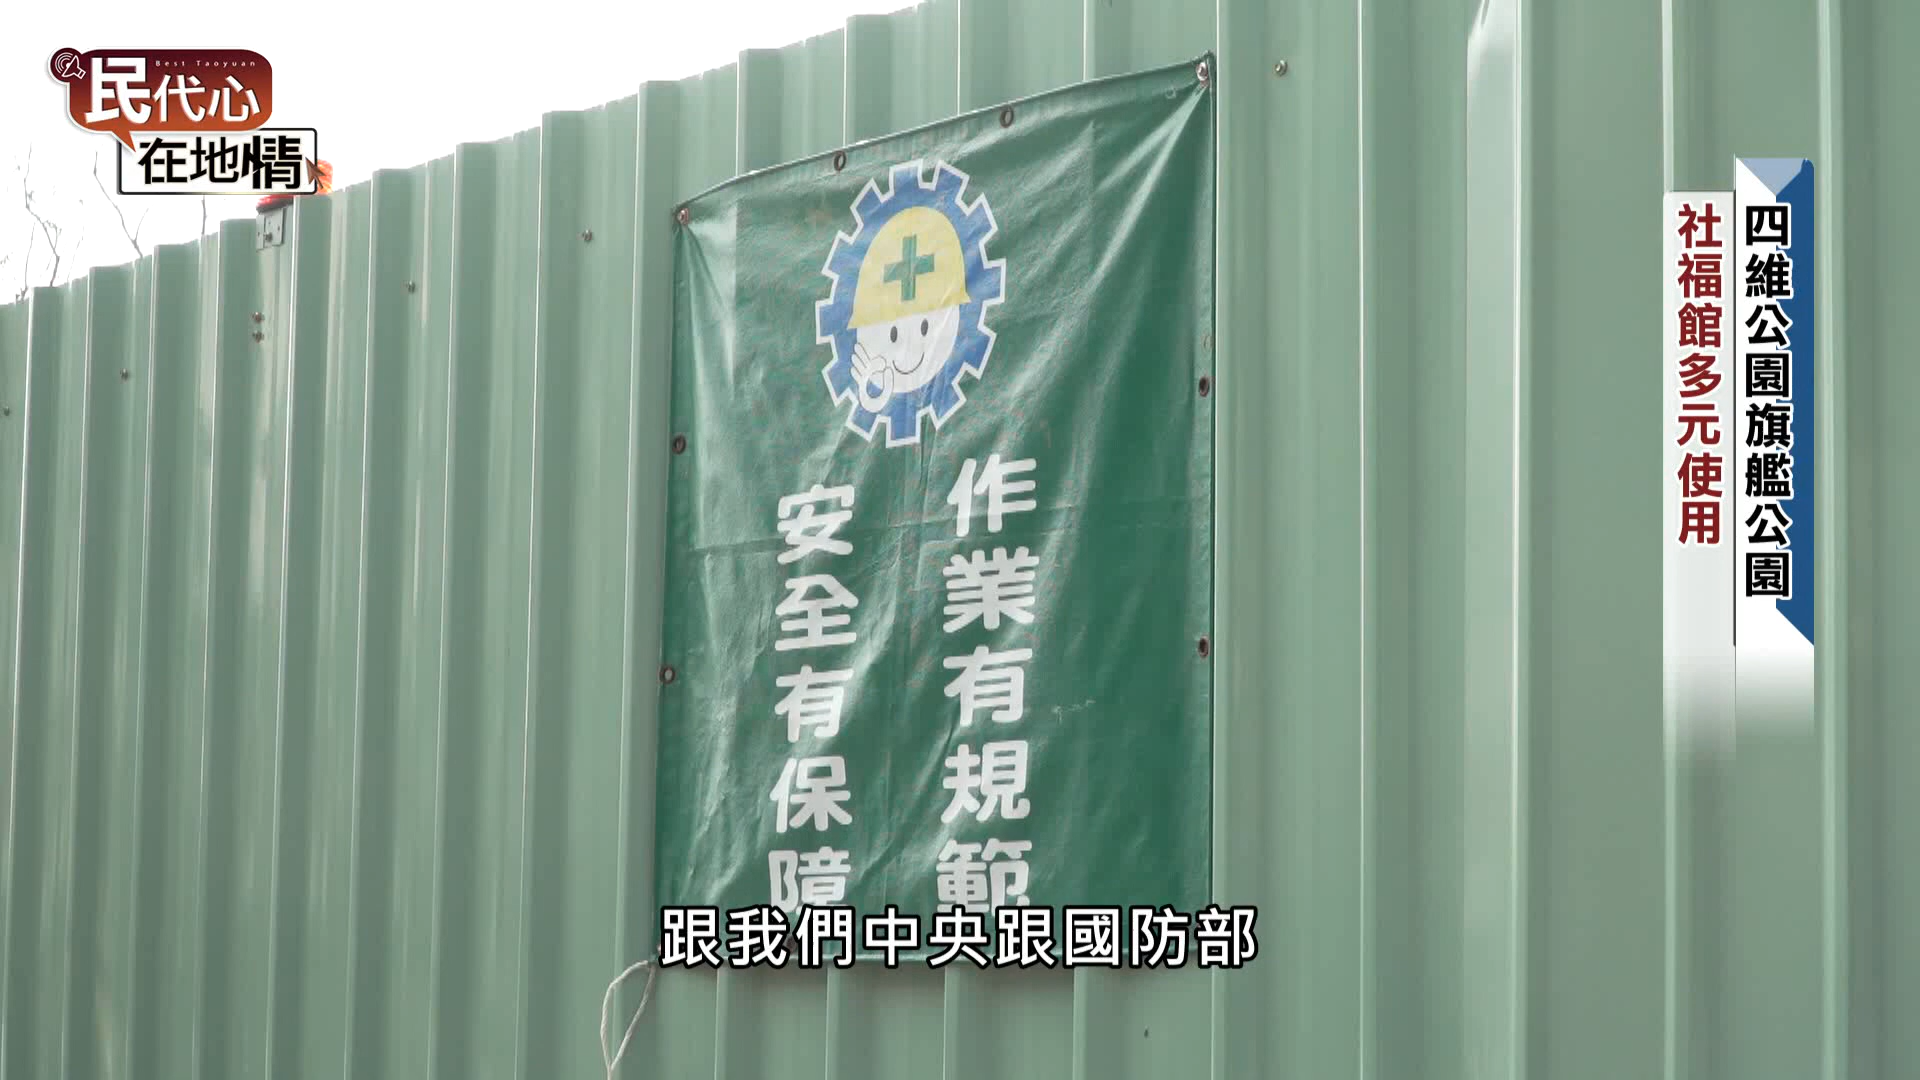 Best Taoyuan
民代心
在地情
四維公園旗艦公園
社福館多元使用
作業有規範
安全有保障
跟我們中央跟國防部